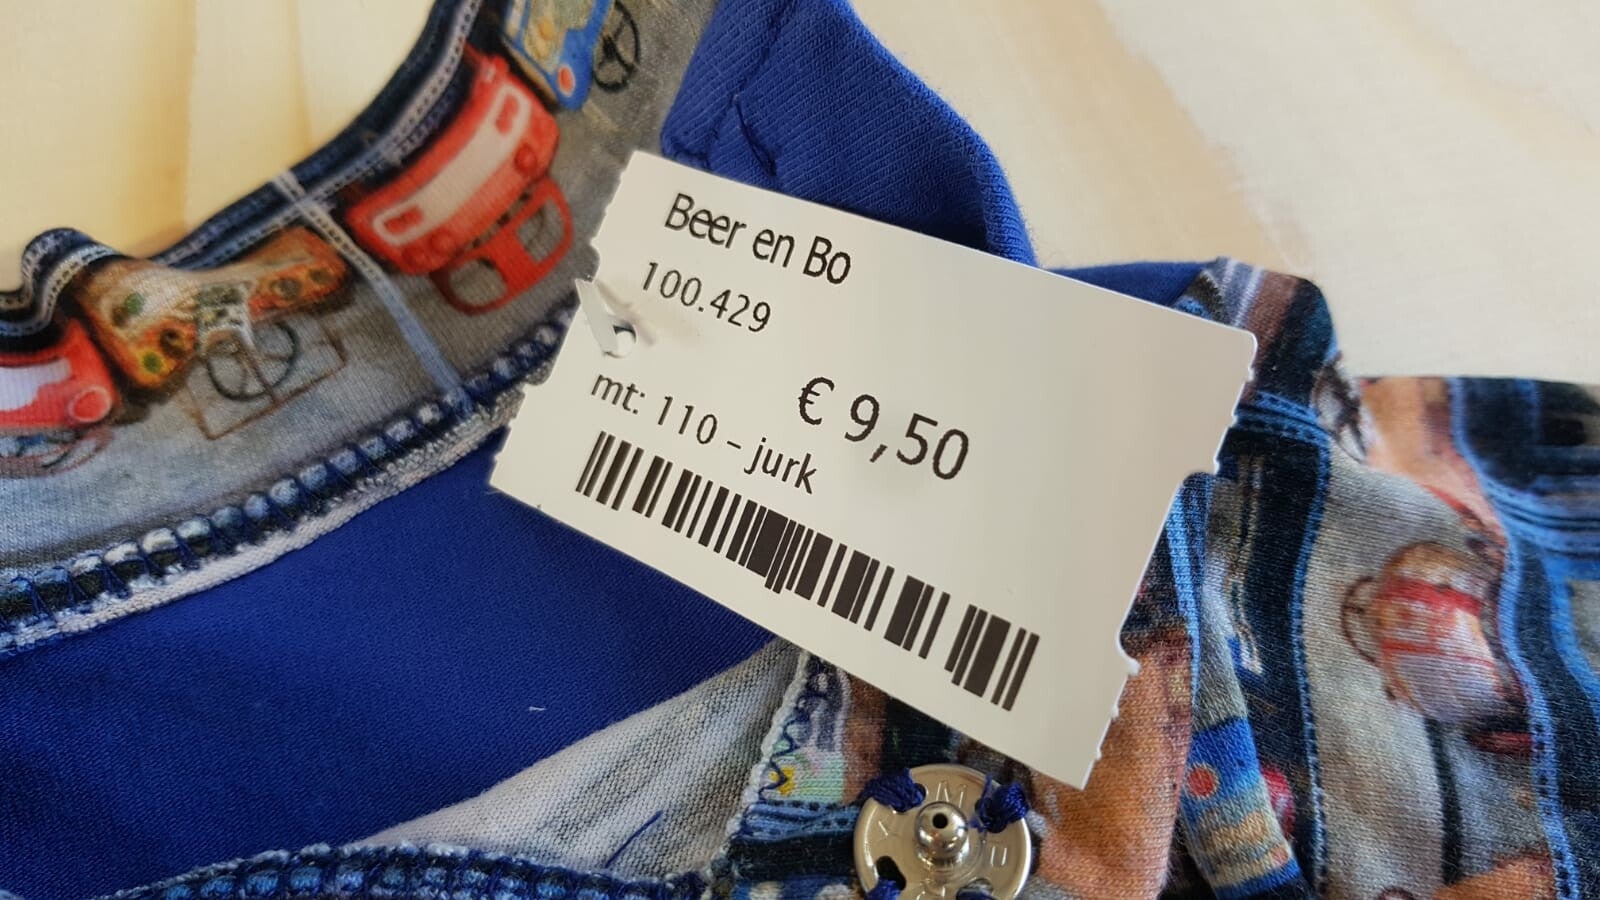 Beer en Bo
100.429
€ 9,50
mt: 110 - jurk